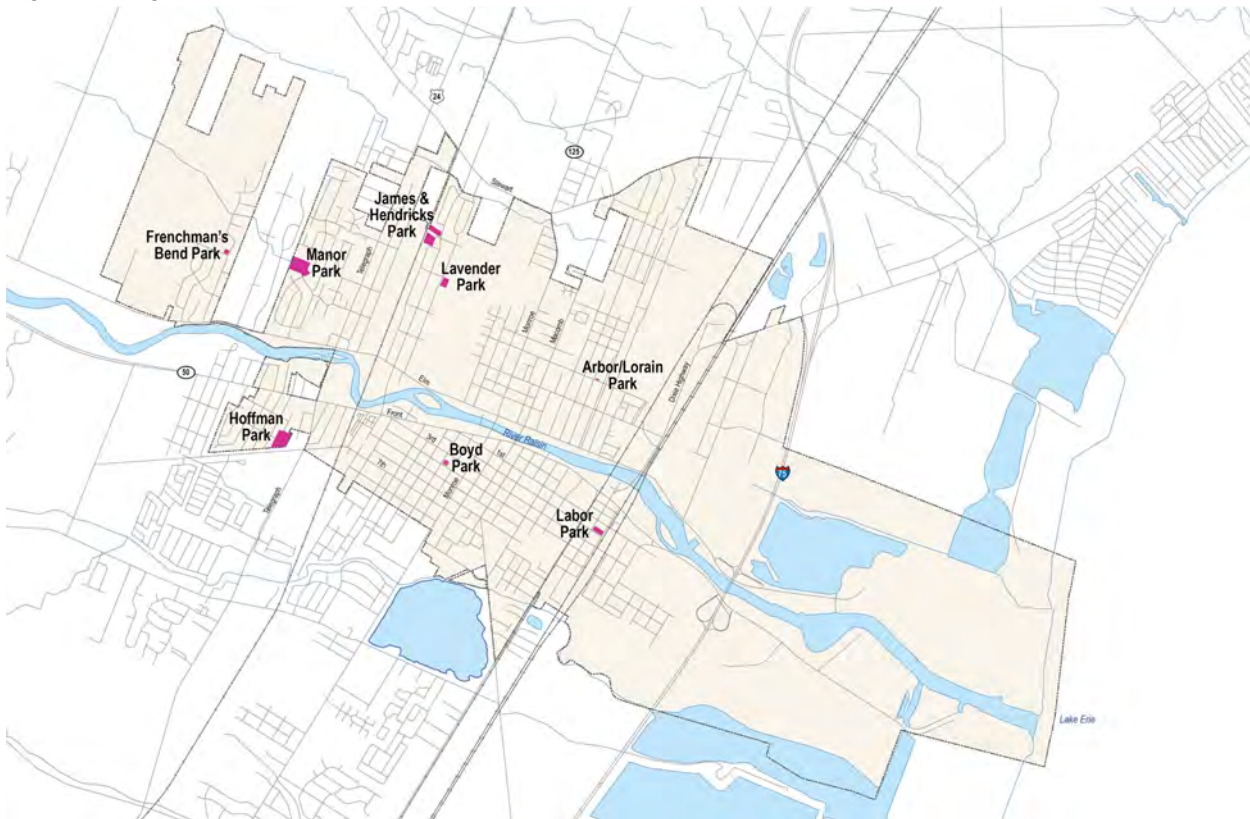 24
125
Stewart
James &
Hendricks
Park
Frenchman's
Bend Park
Manor
Park
Telegraph
Lavender
Park
Monroe
Macomb
Arbor/Lorain
Park
Dixie Highway
50
Elm
Front
River Raisin
Hoffman
Park
3rd
1st
Boyd
Park
7th
Monroe
75
Telegraph
Labor
Park
Lake Erie